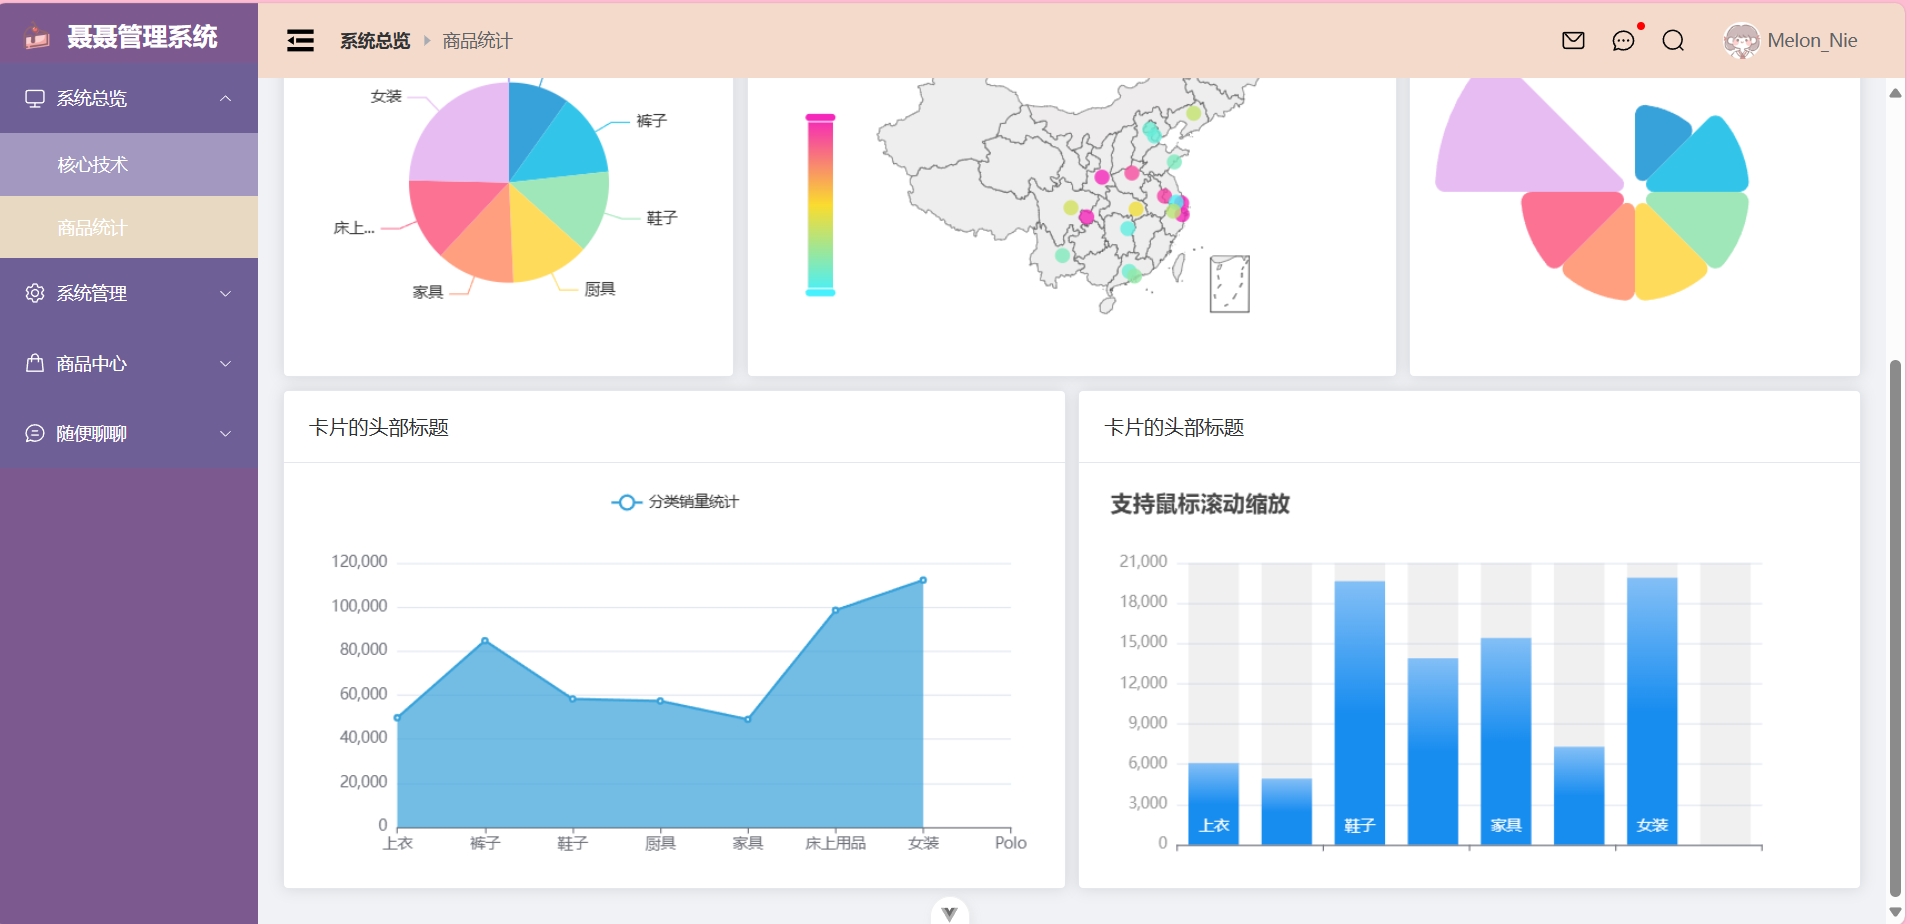 聂聂管理系统
系统总览
核心技术
商品统计
系统管理
商品中心
随便聊聊
系统总览
商品统计
Melon_Nie
女装
裤子
床上...
鞋子
家具
厨具
卡片的头部标题
分类销量统计
120,000
100,000
80,000
60,000
40,000
20,000
0
上衣
裤子
鞋子
厨具
家具
床上用品
女装
Polo
卡片的头部标题
支持鼠标滚动缩放
21,000
18,000
15,000
12,000
9,000
6,000
3,000
0
上衣
鞋子
家具
女装